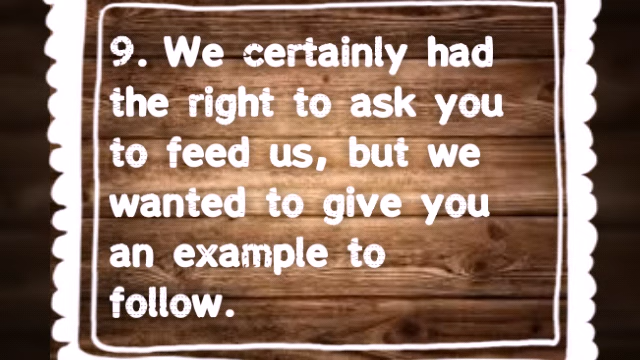 9. We certainly had
the right to ask you
to feed us, but we
wanted to give you
an example to
follow.